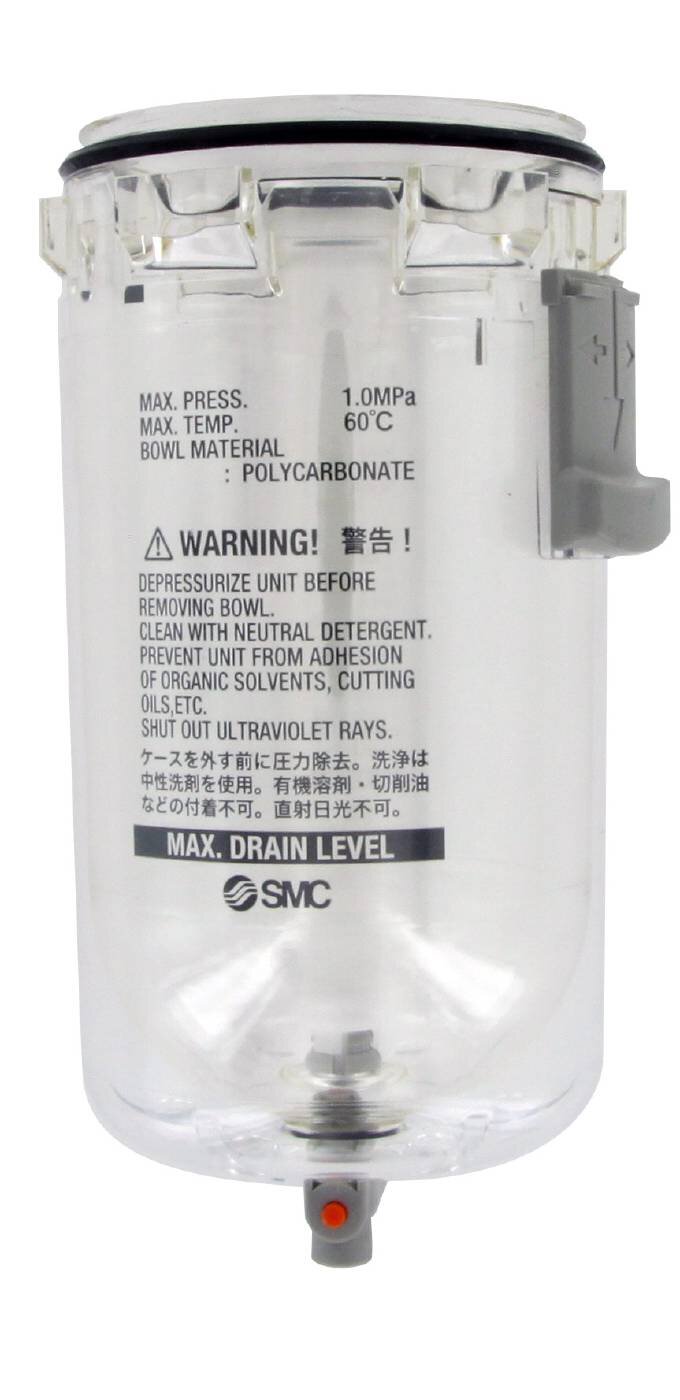 MAX. PRESS. 1.0MPa
MAX. TEMP. 60℃
BOWL MATERIAL
: POLYCARBONATE
WARNING! 警告！
DEPRESSURIZE UNIT BEFORE
REMOVING BOWL.
CLEAN WITH NEUTRAL DETERGENT.
PREVENT UNIT FROM ADHESION
OF ORGANIC SOLVENTS, CUTTING
OILS,ETC.
SHUT OUT ULTRAVIOLET RAYS.
ケースを外す前に圧力除去。洗浄は
中性洗剤を使用。有機溶剤・切削油
などの付着不可。直射日光不可。
MAX. DRAIN LEVEL
SMC